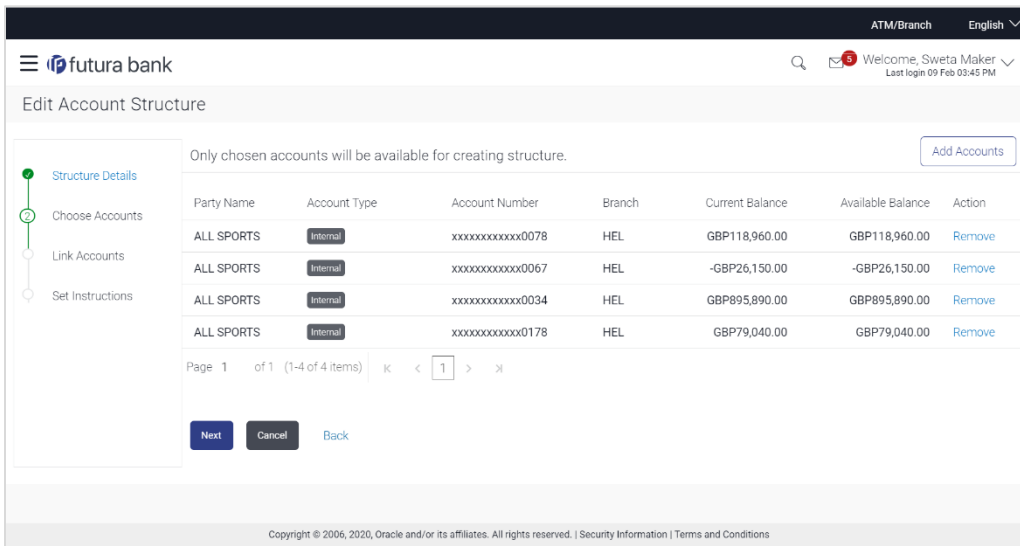 ATM/Branch English
futura bank
5 Welcome, Sweta Maker
Last login 09 Feb 03:45 PM
Edit Account Structure
Only chosen accounts will be available for creating structure. Add Accounts
Structure Details
2 Choose Accounts
Link Accounts
Set Instructions
Party Name Account Type Account Number Branch Current Balance Available Balance Action
ALL SPORTS Internal xxxxxxxxxxxx0078 HEL GBP118,960.00 GBP118,960.00 Remove
ALL SPORTS Internal xxxxxxxxxxxx0067 HEL -GBP26,150.00 -GBP26,150.00 Remove
ALL SPORTS Internal xxxxxxxxxxxx0034 HEL GBP895,890.00 GBP895,890.00 Remove
ALL SPORTS Internal xxxxxxxxxxxx0178 HEL GBP79,040.00 GBP79,040.00 Remove
Page 1 of 1 (1-4 of 4 items) 1
Next Cancel Back
Copyright © 2006, 2020, Oracle and/or its affiliates. All rights reserved. | Security Information | Terms and Conditions